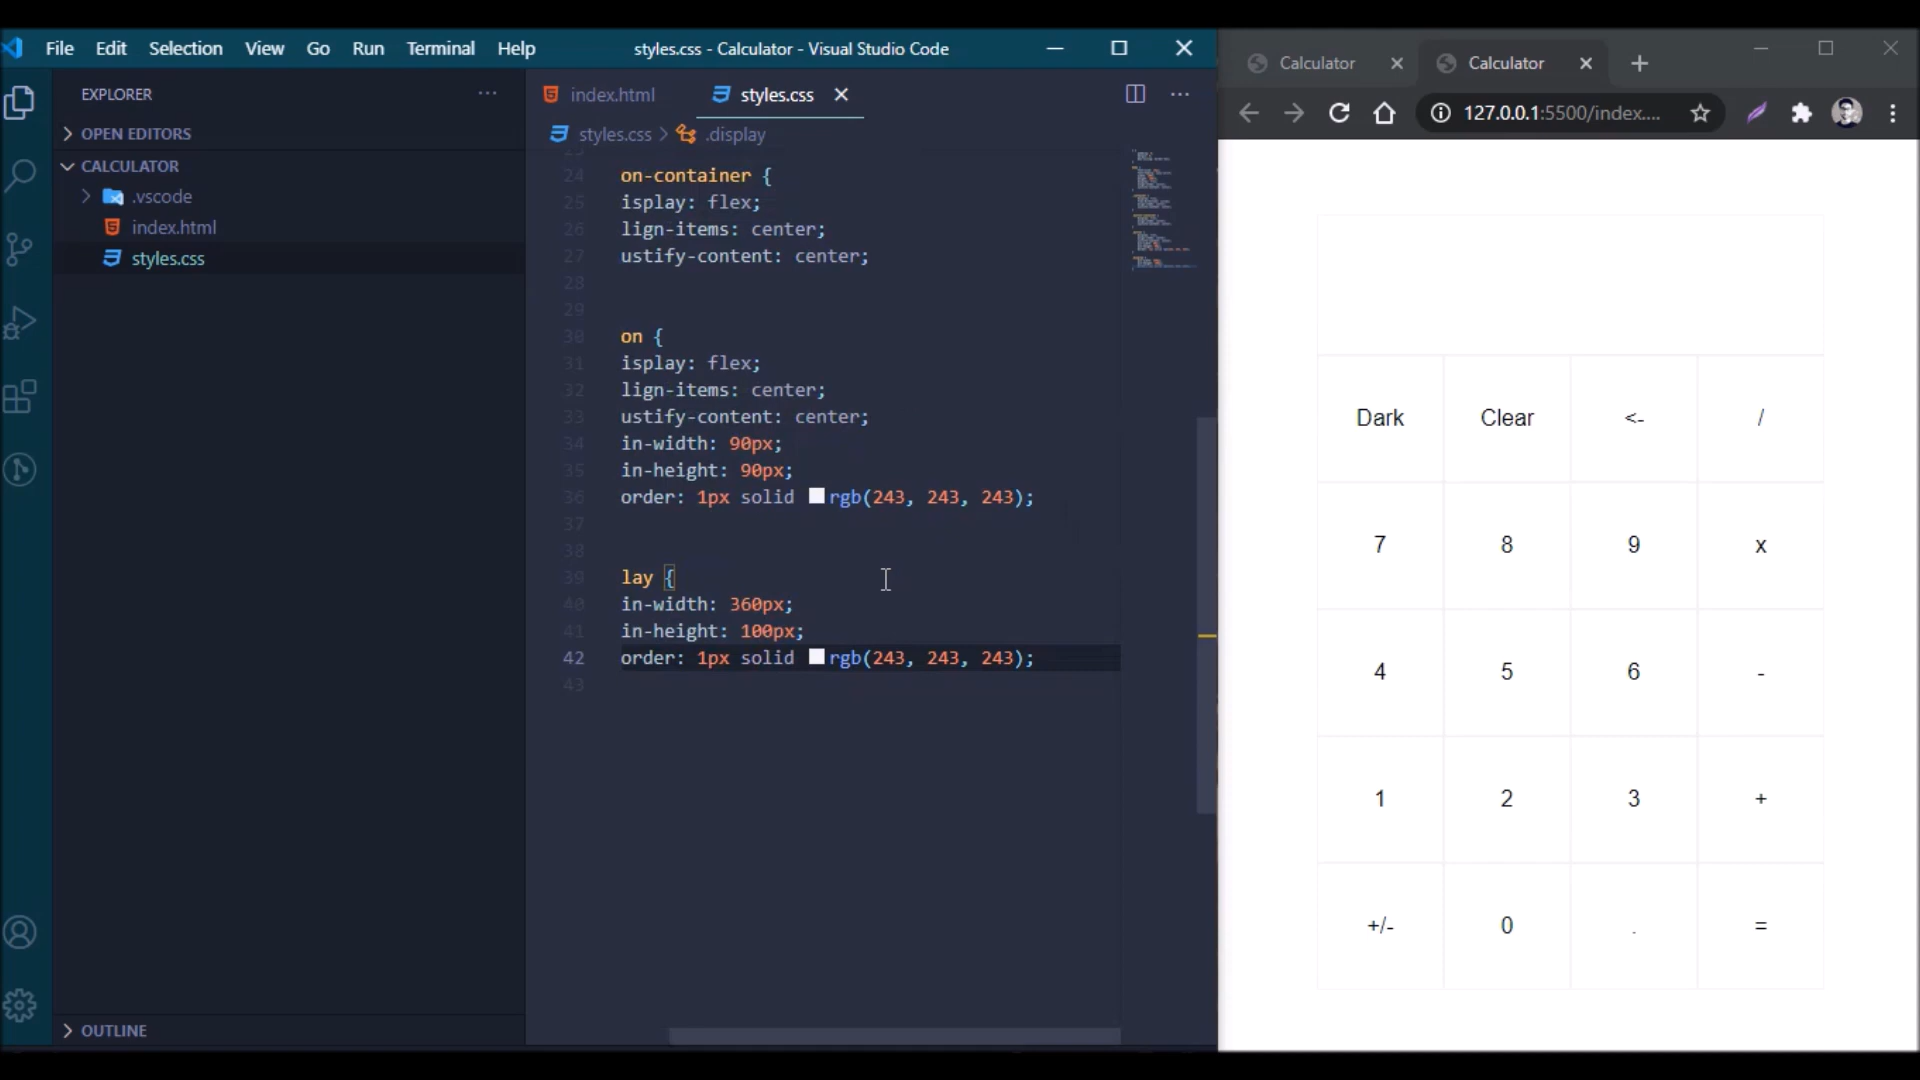 File Edit Selection View Go Run Terminal Help
styles.css - Calculator - Visual Studio Code
EXPLORER
OPEN EDITORS
CALCULATOR
.vscode
index.html
styles.css
OUTLINE
index.html
styles.css
styles.css > .display
24 on-container {
25 isplay: flex;
26 lign-items: center;
27 ustify-content: center;
28
29
30 on {
31 isplay: flex;
32 lign-items: center;
33 ustify-content: center;
34 in-width: 90px;
35 in-height: 90px;
36 order: 1px solid rgb(243, 243, 243);
37
38
39 lay {
40 in-width: 360px;
41 in-height: 100px;
42 order: 1px solid rgb(243, 243, 243);
43
Calculator
Calculator
127.0.0.1:5500/index....
Dark Clear <- /
7 8 9 x
4 5 6 -
1 2 3 +
+/- 0 . =